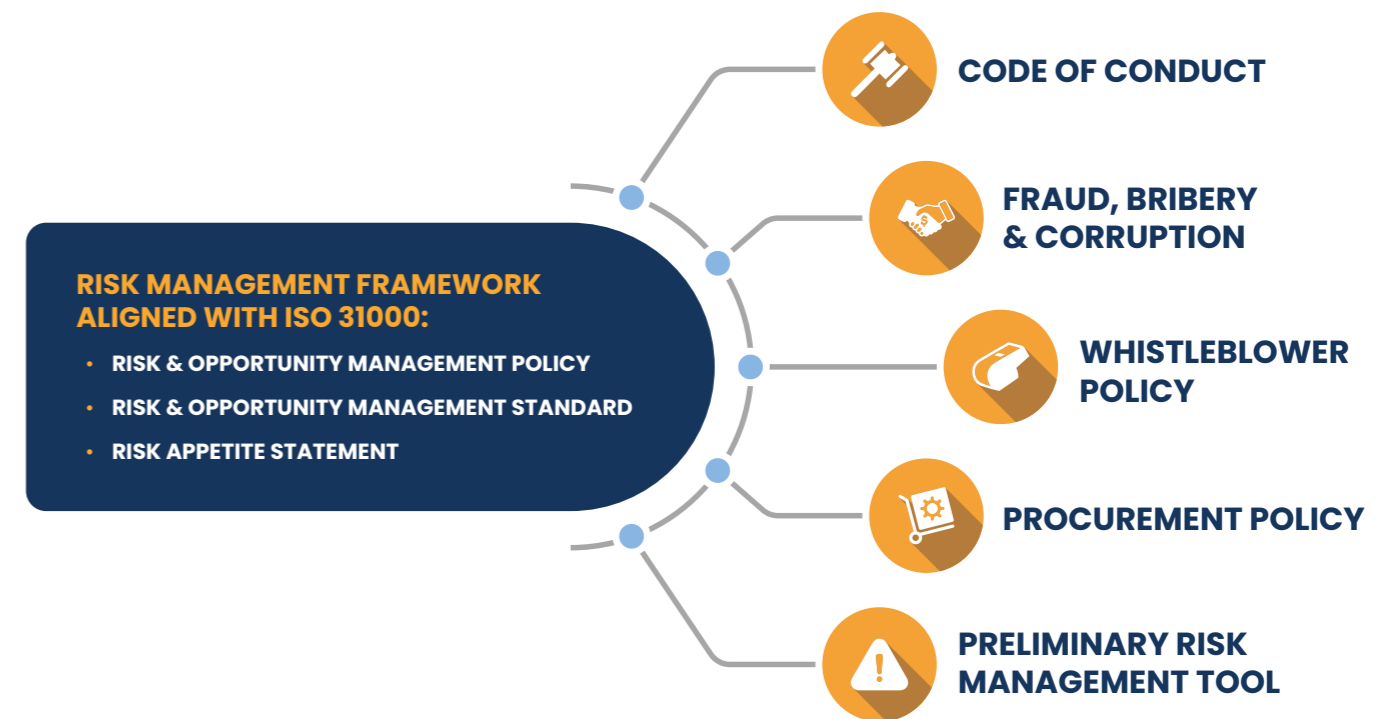 RISK MANAGEMENT FRAMEWORK
ALIGNED WITH ISO 31000:
• RISK & OPPORTUNITY MANAGEMENT POLICY
• RISK & OPPORTUNITY MANAGEMENT STANDARD
• RISK APPETITE STATEMENT
CODE OF CONDUCT
FRAUD, BRIBERY
& CORRUPTION
WHISTLEBLOWER
POLICY
PROCUREMENT POLICY
PRELIMINARY RISK
MANAGEMENT TOOL